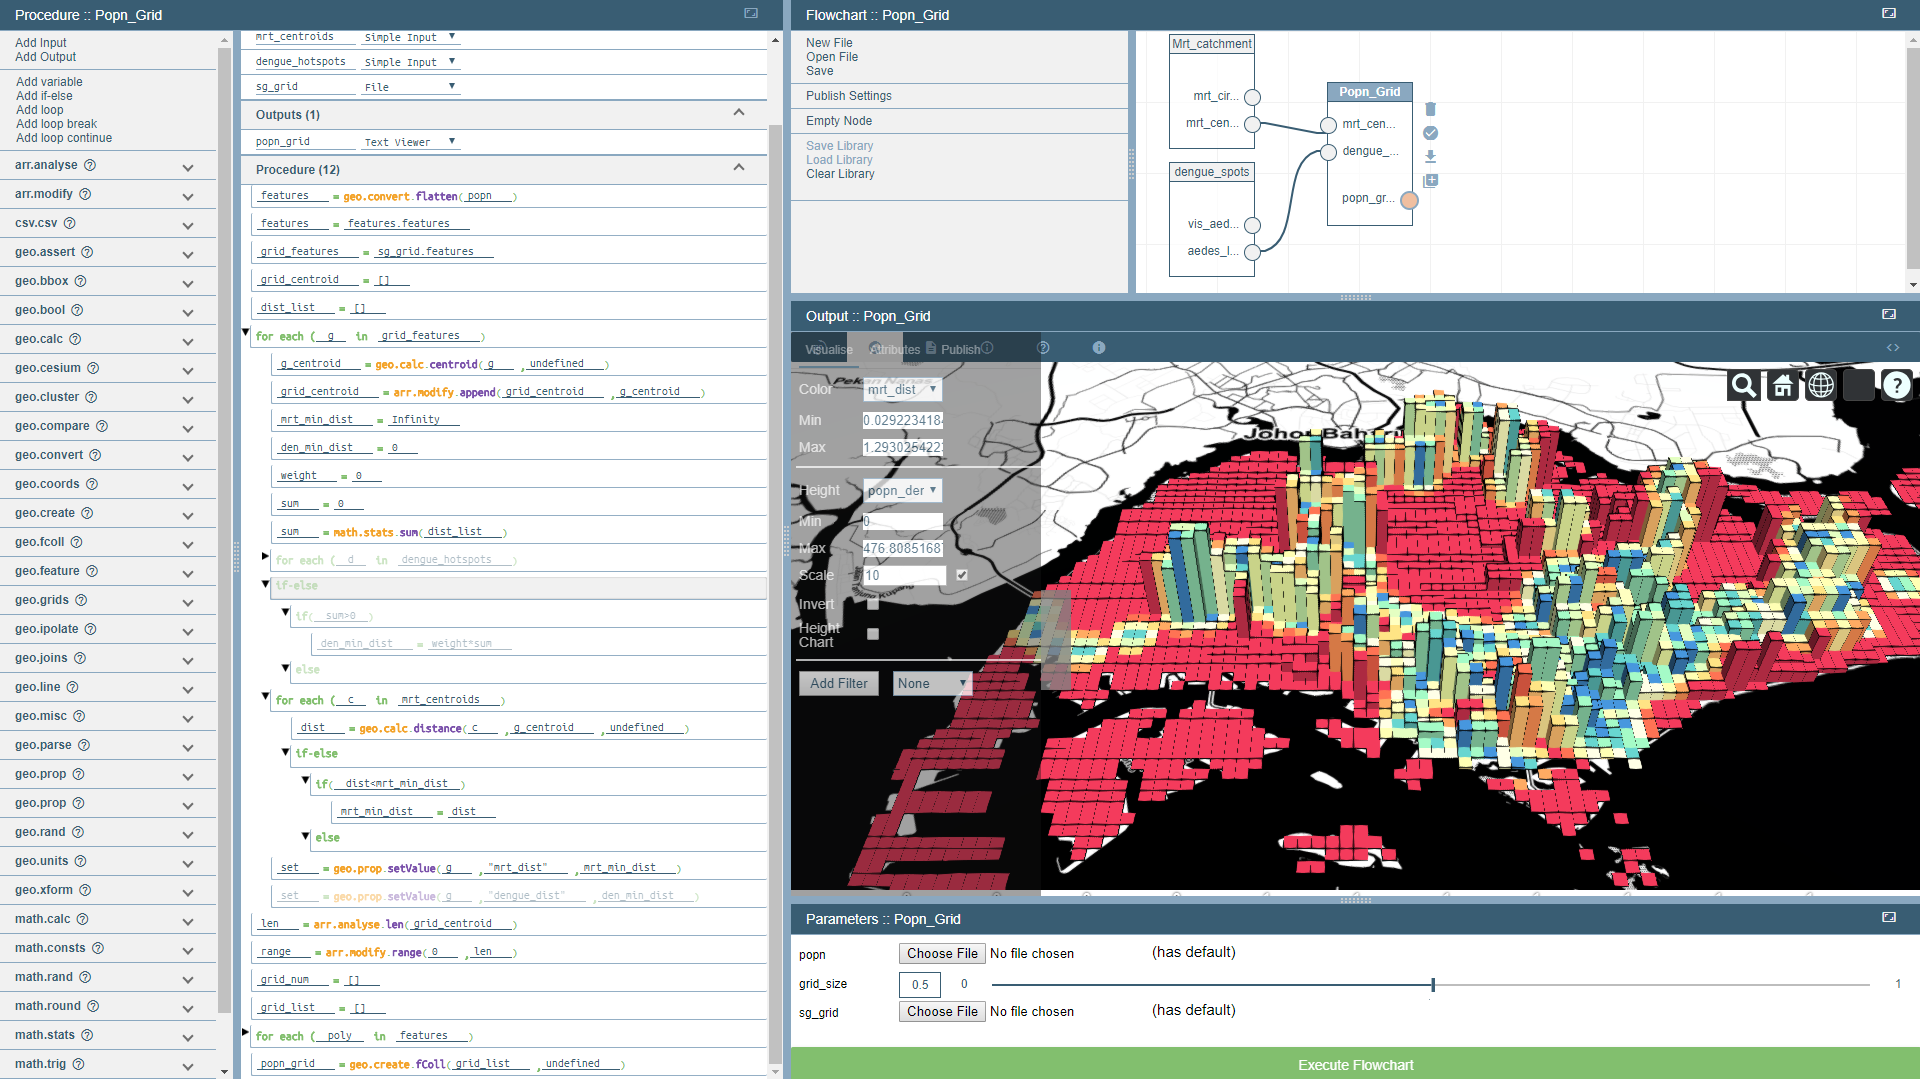 Procedure :: Popn_Grid
Add Input
Add Output
Add variable
Add if-else
Add loop
Add loop break
Add loop continue
arr.analyse
arr.modify
csv.csv
geo.assert
geo.bbox
geo.bool
geo.calc
geo.cesium
geo.cluster
geo.compare
geo.convert
geo.coords
geo.create
geo.fcoll
geo.feature
geo.grids
geo.ipolate
geo.joins
geo.line
geo.misc
geo.parse
geo.prop
geo.prop
geo.rand
geo.units
geo.xform
math.calc
math.consts
math.rand
math.round
math.stats
math.trig
mrt_centroids Simple Input
dengue_hotspots Simple Input
sg_grid File
Outputs (1)
popn_grid Text Viewer
Procedure (12)
features = geo.convert.flatten( popn )
features = features.features
grid_features = sg_grid.features
grid_centroid = []
dist_list = []
for each ( g in grid_features )
g_centroid = geo.calc.centroid( g , undefined )
grid_centroid = arr.modify.append( grid_centroid , g_centroid )
mrt_min_dist = Infinity
den_min_dist = 0
weight = 0
sum = 0
sum = math.stats.sum( dist_list )
for each ( d in dengue_hotspots )
if-else
if( sum>0 )
den_min_dist = weight*sum
else
for each ( c in mrt_centroids )
dist = geo.calc.distance( c , g_centroid , undefined )
if-else
if( dist<mrt_min_dist )
mrt_min_dist = dist
else
set = geo.prop.setValue( g , "mrt_dist" , mrt_min_dist )
set = geo.prop.setValue( g , "dengue_dist" , den_min_dist )
len = arr.analyse.len( grid_centroid )
range = arr.modify.range( 0 , len )
grid_num = []
grid_list = []
for each ( poly in features )
popn_grid = geo.create.fColl( grid_list , undefined )
Flowchart :: Popn_Grid
New File
Open File
Save
Publish Settings
Empty Node
Save Library
Load Library
Clear Library
Mrt_catchment
mrt_cir...
mrt_cen...
dengue_spots
vis_aed...
aedes_l...
Popn_Grid
mrt_cen...
dengue_...
popn_gr...
Output :: Popn_Grid
Visualise Attributes Publish
Color mrt_dist
Min 0.0292234184
Max 1.2930254223
Height popn_der
Min 0
Max 476.8085168
Scale 10
Invert
Height Chart
Add Filter None
Pekan Nanas
Johor Bahru
Parameters :: Popn_Grid
popn Choose File No file chosen (has default)
grid_size 0.5 0 1
sg_grid Choose File No file chosen (has default)
Execute Flowchart